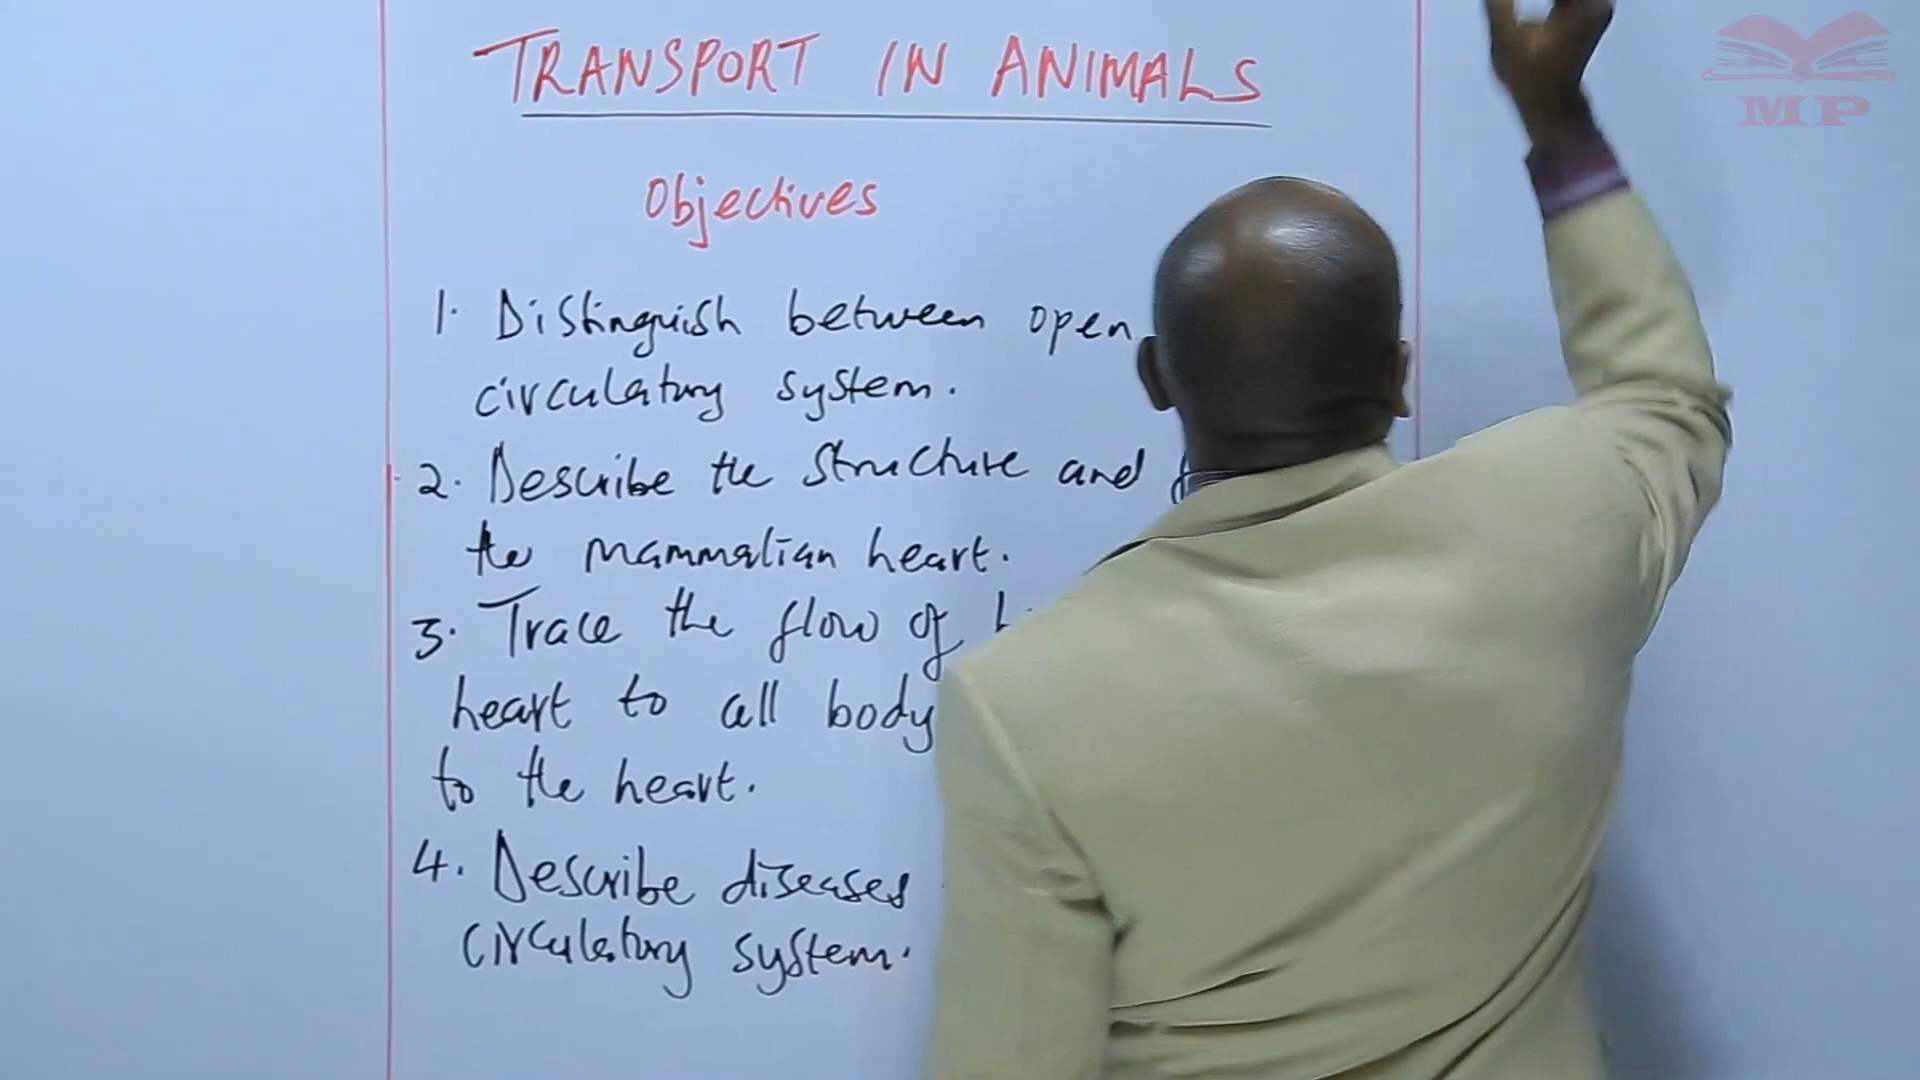 TRANSPORT IN ANIMALS
Objectives
1. Distinguish between open
circulatory system.
2. Describe the structure and
the mammalian heart.
3. Trace the flow of
heart to all body
to the heart.
4. Describe diseases
circulatory system.
MP